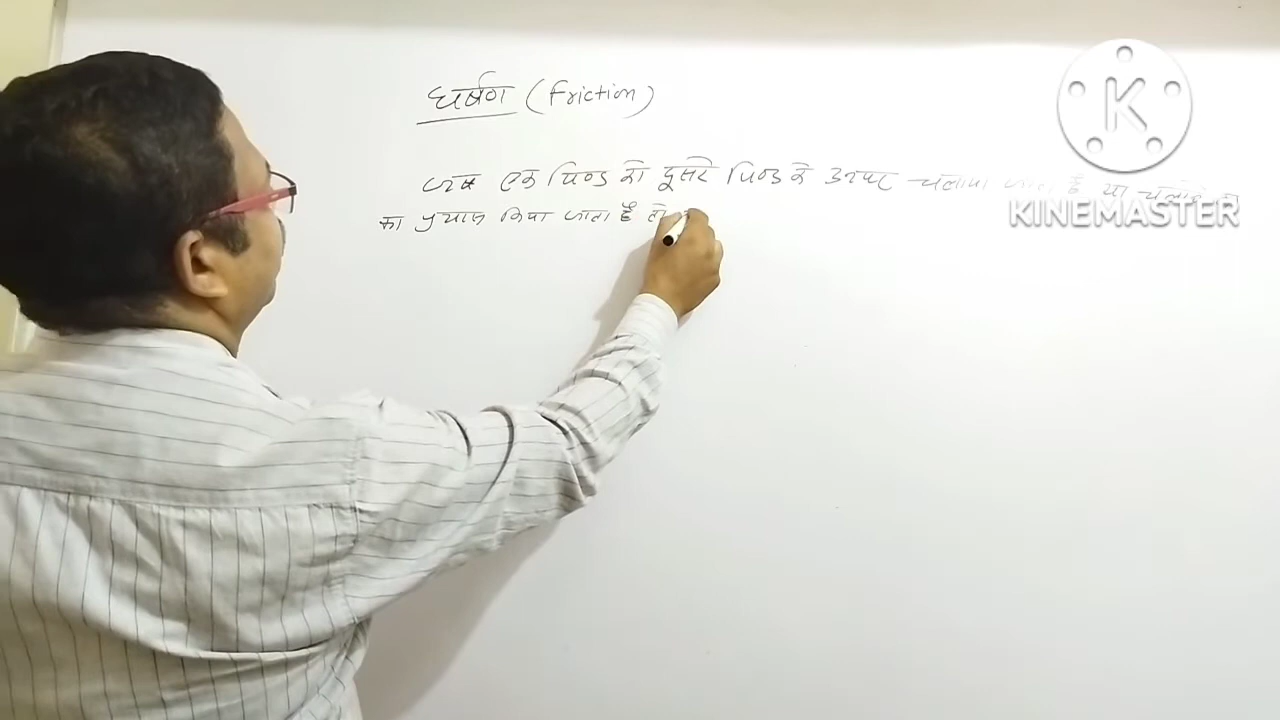 घर्षण (Friction)
जब एक पिण्ड को दूसरे पिण्ड के ऊपर चलाया जाता है या चलाने
का प्रयास किया जाता है तो
K
KINEMASTER